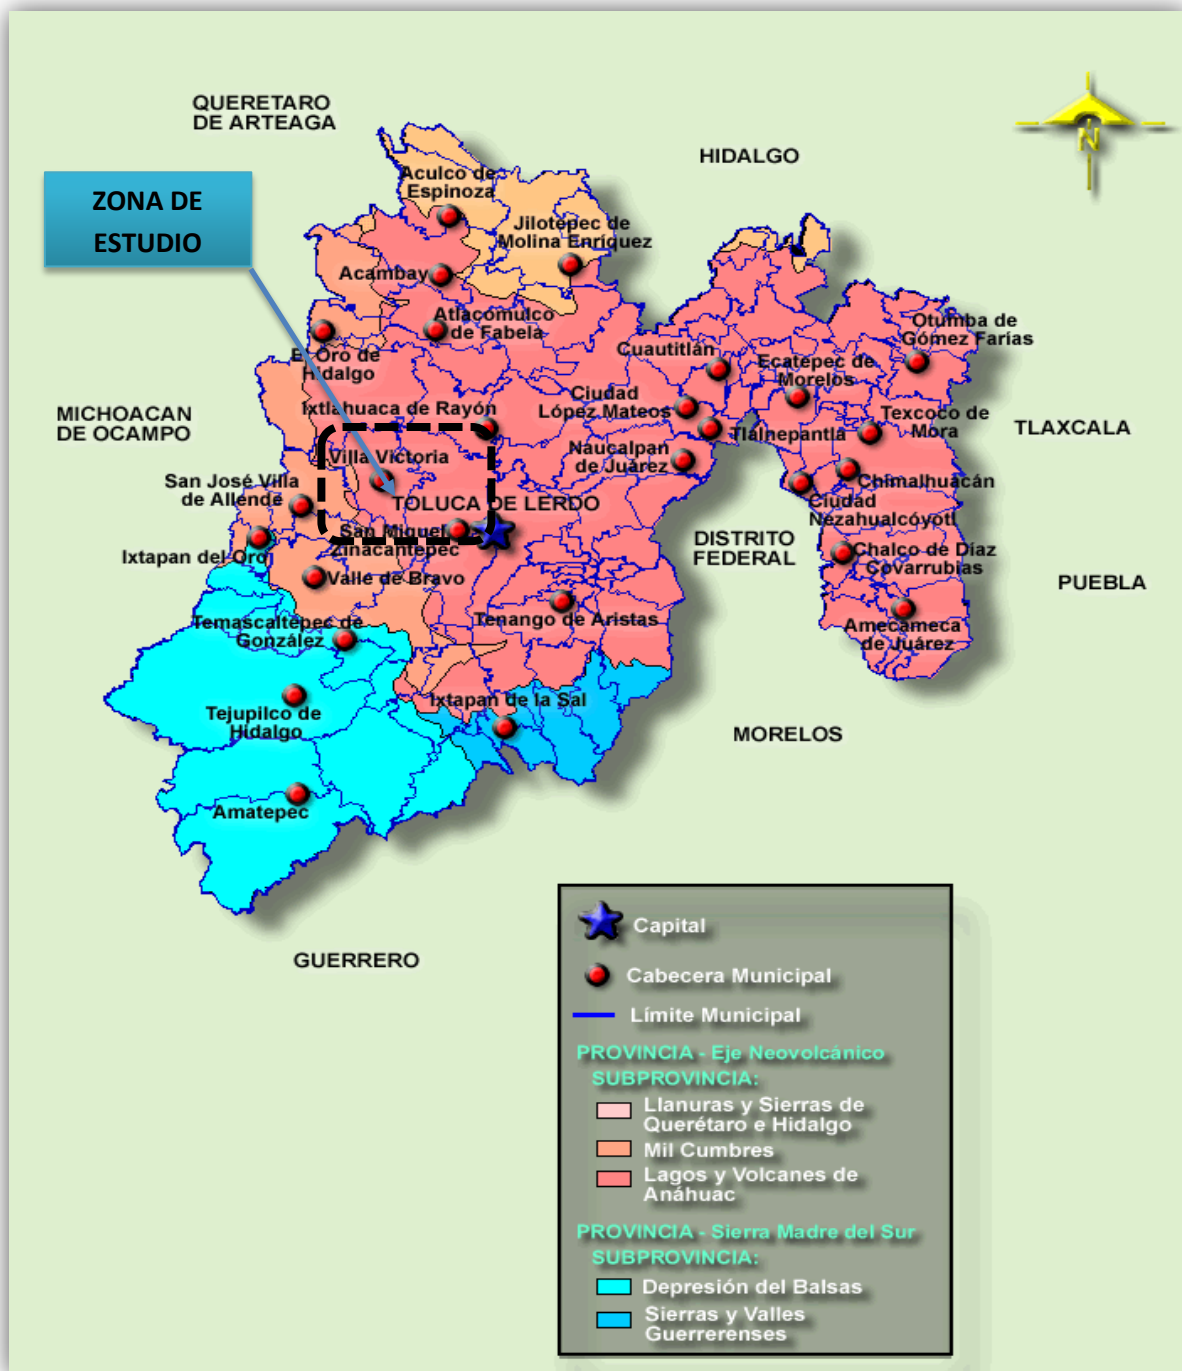 QUERETARO
DE ARTEAGA
HIDALGO
N
ZONA DE
ESTUDIO
Aculco de
Espinoza
Jilotepec de
Molina Enríquez
Acambay
Atlacomulco
de Fabela
El Oro de
Hidalgo
Otumba de
Gómez Farías
Cuautitlán
Ecatepec de
Morelos
Ciudad
López Mateos
Ixtlahuaca de Rayón
MICHOACAN
DE OCAMPO
Texcoco de
Mora
TLAXCALA
Tlalnepantla
Naucalpan
de Juárez
Villa Victoria
San José Villa
de Allende
Chimalhuacán
TOLUCA DE LERDO
Ciudad
Nezahualcóyotl
San Miguel
Zinacantepec
DISTRITO
FEDERAL
Ixtapan del Oro
Chalco de Díaz
Covarrubias
Valle de Bravo
PUEBLA
Temascaltepec de
González
Tenango de Aristas
Amecameca
de Juárez
Ixtapan de la Sal
Tejupilco de
Hidalgo
MORELOS
Amatepec
GUERRERO
Capital
Cabecera Municipal
Límite Municipal
PROVINCIA - Eje Neovolcánico
SUBPROVINCIA:
Llanuras y Sierras de
Querétaro e Hidalgo
Mil Cumbres
Lagos y Volcanes de
Anáhuac
PROVINCIA - Sierra Madre del Sur
SUBPROVINCIA:
Depresión del Balsas
Sierras y Valles
Guerrerenses